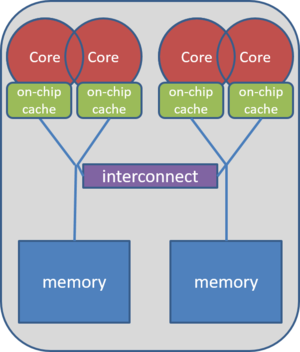 Core Core Core Core
on-chip on-chip on-chip on-chip
cache cache cache cache
interconnect
memory memory